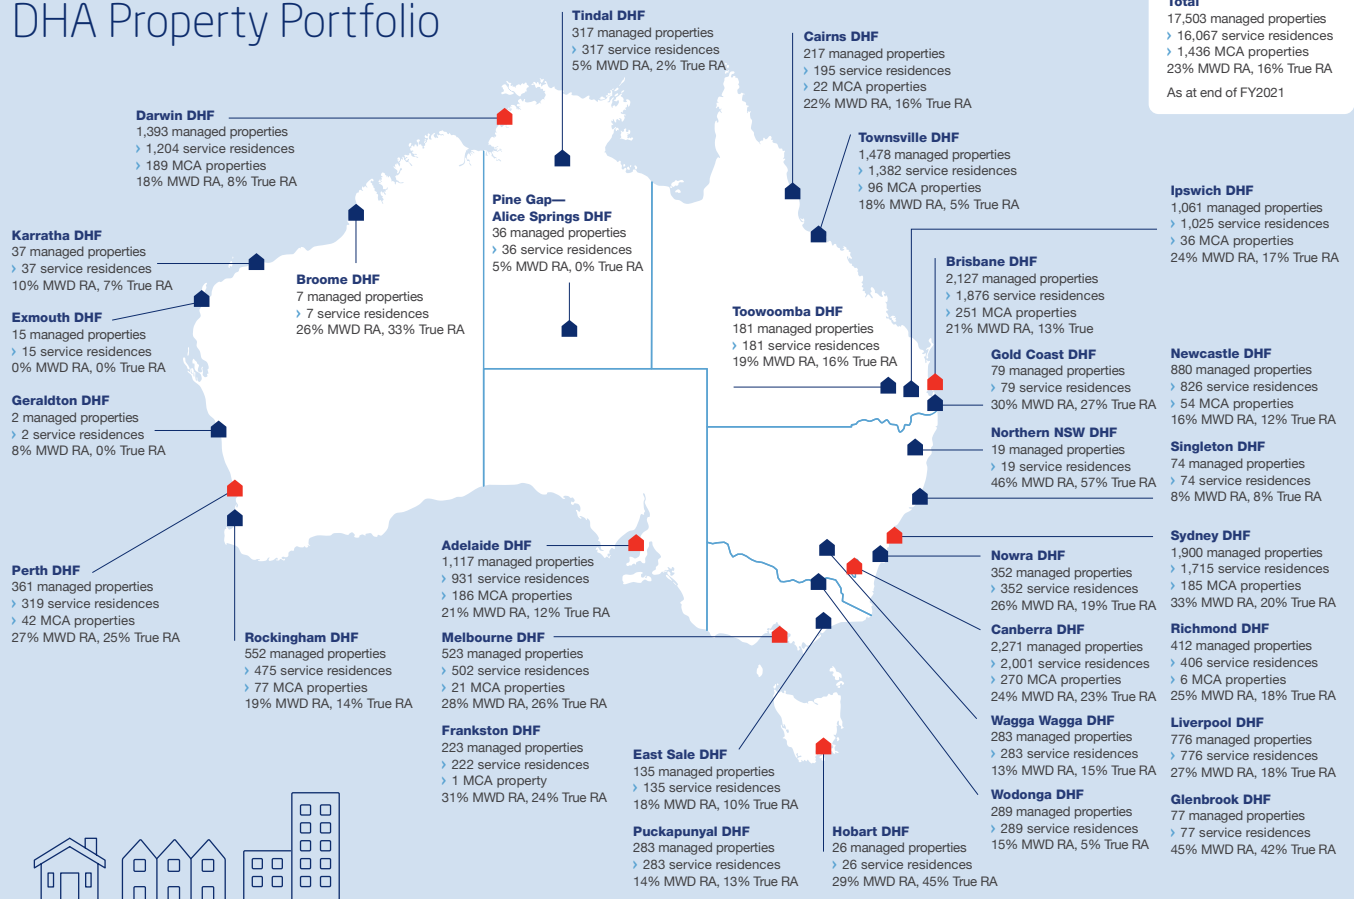 DHA Property Portfolio
Total
17,503 managed properties
› 16,067 service residences
› 1,436 MCA properties
23% MWD RA, 16% True RA
As at end of FY2021
Tindal DHF
317 managed properties
› 317 service residences
5% MWD RA, 2% True RA
Cairns DHF
217 managed properties
› 195 service residences
› 22 MCA properties
22% MWD RA, 16% True RA
Darwin DHF
1,393 managed properties
› 1,204 service residences
› 189 MCA properties
18% MWD RA, 8% True RA
Townsville DHF
1,478 managed properties
› 1,382 service residences
› 96 MCA properties
18% MWD RA, 5% True RA
Pine Gap—
Alice Springs DHF
36 managed properties
› 36 service residences
5% MWD RA, 0% True RA
Ipswich DHF
1,061 managed properties
› 1,025 service residences
› 36 MCA properties
24% MWD RA, 17% True RA
Karratha DHF
37 managed properties
› 37 service residences
10% MWD RA, 7% True RA
Broome DHF
7 managed properties
› 7 service residences
26% MWD RA, 33% True RA
Brisbane DHF
2,127 managed properties
› 1,876 service residences
› 251 MCA properties
21% MWD RA, 13% True
Exmouth DHF
15 managed properties
› 15 service residences
0% MWD RA, 0% True RA
Toowoomba DHF
181 managed properties
› 181 service residences
19% MWD RA, 16% True RA
Gold Coast DHF
79 managed properties
› 79 service residences
30% MWD RA, 27% True RA
Newcastle DHF
880 managed properties
› 826 service residences
› 54 MCA properties
16% MWD RA, 12% True RA
Geraldton DHF
2 managed properties
› 2 service residences
8% MWD RA, 0% True RA
Northern NSW DHF
19 managed properties
› 19 service residences
46% MWD RA, 57% True RA
Singleton DHF
74 managed properties
› 74 service residences
8% MWD RA, 8% True RA
Perth DHF
361 managed properties
› 319 service residences
› 42 MCA properties
27% MWD RA, 25% True RA
Adelaide DHF
1,117 managed properties
› 931 service residences
› 186 MCA properties
21% MWD RA, 12% True RA
Nowra DHF
352 managed properties
› 352 service residences
26% MWD RA, 19% True RA
Sydney DHF
1,900 managed properties
› 1,715 service residences
› 185 MCA properties
33% MWD RA, 20% True RA
Rockingham DHF
552 managed properties
› 475 service residences
› 77 MCA properties
19% MWD RA, 14% True RA
Melbourne DHF
523 managed properties
› 502 service residences
› 21 MCA properties
28% MWD RA, 26% True RA
Canberra DHF
2,271 managed properties
› 2,001 service residences
› 270 MCA properties
24% MWD RA, 23% True RA
Richmond DHF
412 managed properties
› 406 service residences
› 6 MCA properties
25% MWD RA, 18% True RA
Frankston DHF
223 managed properties
› 222 service residences
› 1 MCA property
31% MWD RA, 24% True RA
East Sale DHF
135 managed properties
› 135 service residences
18% MWD RA, 10% True RA
Wagga Wagga DHF
283 managed properties
› 283 service residences
13% MWD RA, 15% True RA
Liverpool DHF
776 managed properties
› 776 service residences
27% MWD RA, 18% True RA
Puckapunyal DHF
283 managed properties
› 283 service residences
14% MWD RA, 13% True RA
Hobart DHF
26 managed properties
› 26 service residences
29% MWD RA, 45% True RA
Wodonga DHF
289 managed properties
› 289 service residences
15% MWD RA, 5% True RA
Glenbrook DHF
77 managed properties
› 77 service residences
45% MWD RA, 42% True RA